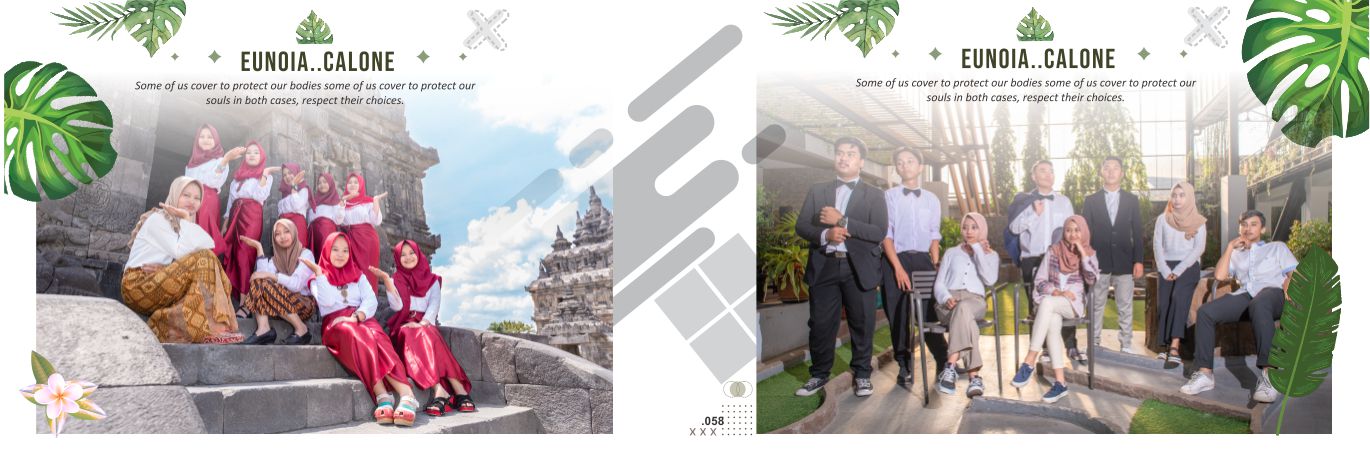 EUNOIA..CALONE
Some of us cover to protect our bodies some of us cover to protect our
souls in both cases, respect their choices.
EUNOIA..CALONE
Some of us cover to protect our bodies some of us cover to protect our
souls in both cases, respect their choices.
.058
X X X